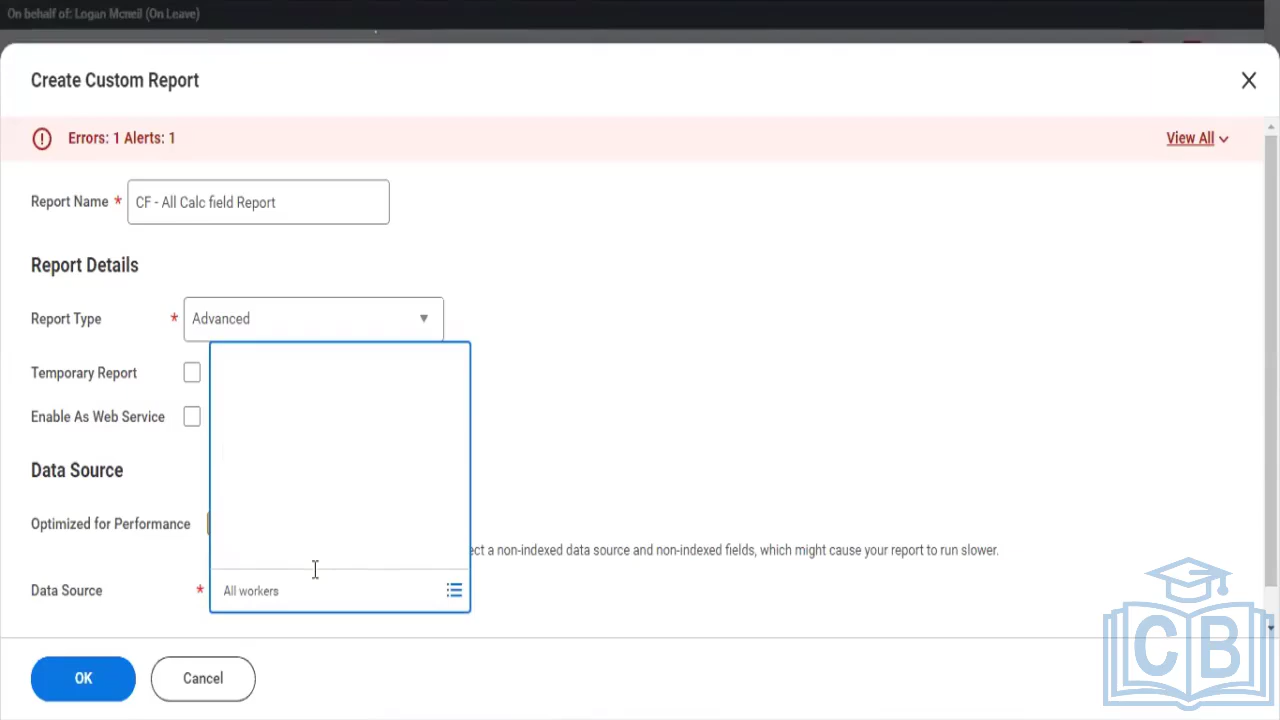 On behalf of: Logan Mcneil (On Leave)
Create Custom Report
Errors: 1 Alerts: 1
View All
Report Name * CF - All Calc field Report
Report Details
Report Type * Advanced
Temporary Report
Enable As Web Service
Data Source
Optimized for Performance
ect a non-indexed data source and non-indexed fields, which might cause your report to run slower.
Data Source * All workers
OK
Cancel
CB